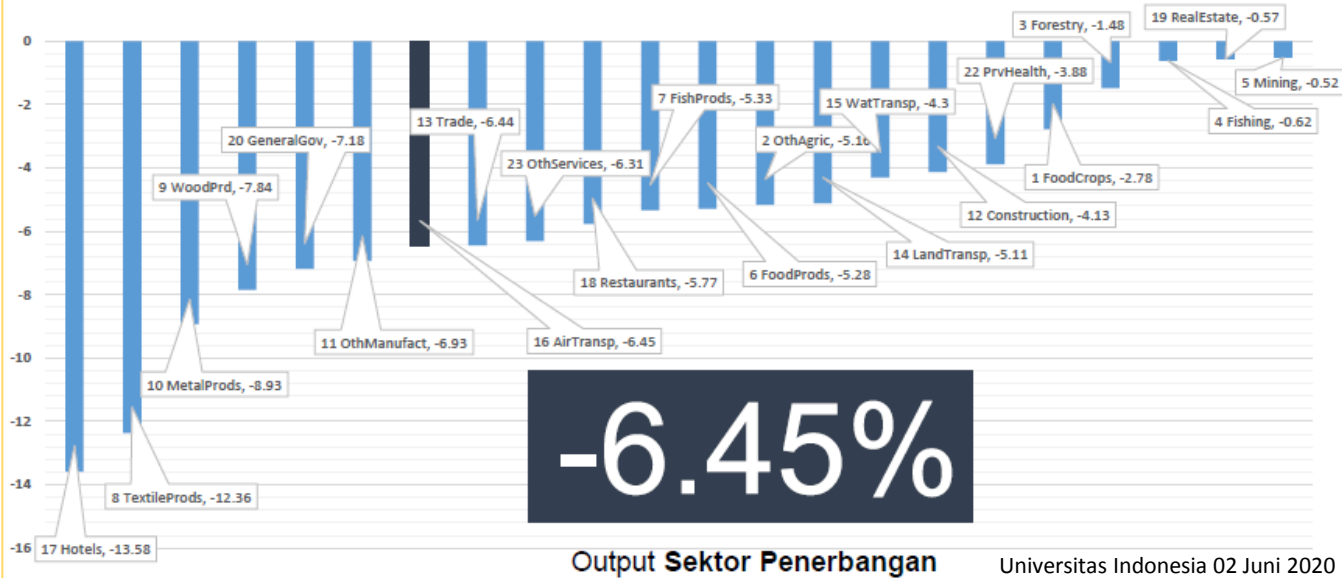 3 Forestry, -1.48
19 RealEstate, -0.57
0
22 PrvHealth, -3.88
5 Mining, -0.52
-2
7 FishProds, -5.33
15 WatTransp, -4.3
13 Trade, -6.44
4 Fishing, -0.62
20 GeneralGov, -7.18
2 OthAgric, -5.16
-4
23 OthServices, -6.31
1 FoodCrops, -2.78
9 WoodPrd, -7.84
12 Construction, -4.13
-6
14 LandTransp, -5.11
6 FoodProds, -5.28
18 Restaurants, -5.77
-8
11 OthManufact, -6.93
16 AirTransp, -6.45
-10
10 MetalProds, -8.93
-12
-6.45%
-14
8 TextileProds, -12.36
-16
17 Hotels, -13.58
Output Sektor Penerbangan
Universitas Indonesia 02 Juni 2020